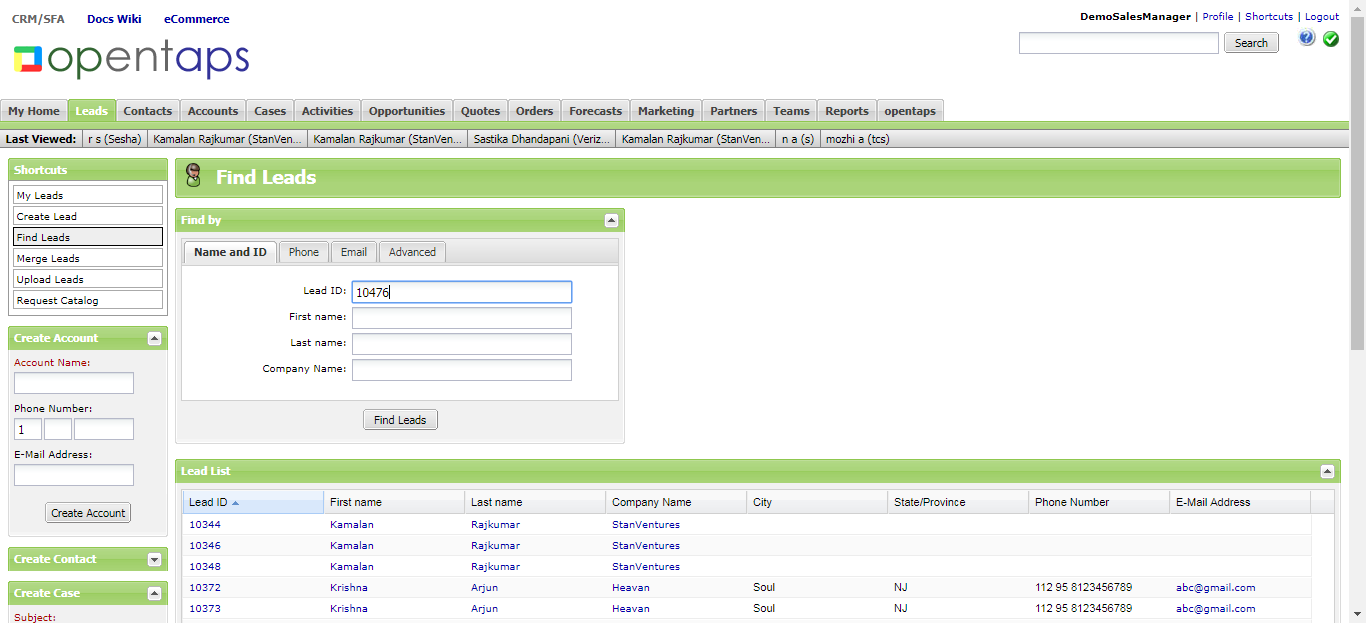 CRM/SFA Docs Wiki eCommerce
DemoSalesManager | Profile | Shortcuts | Logout
opentaps
Search
My Home Leads Contacts Accounts Cases Activities Opportunities Quotes Orders Forecasts Marketing Partners Teams Reports opentaps
Last Viewed: r s (Sesha) Kamalan Rajkumar (StanVen... Kamalan Rajkumar (StanVen... Sastika Dhandapani (Veriz... Kamalan Rajkumar (StanVen... n a (s) mozhi a (tcs)
Shortcuts
My Leads
Create Lead
Find Leads
Merge Leads
Upload Leads
Request Catalog
Create Account
Account Name:
Phone Number:
1
E-Mail Address:
Create Account
Create Contact
Create Case
Subject:
Find Leads
Find by
Name and ID Phone Email Advanced
Lead ID: 10476
First name:
Last name:
Company Name:
Find Leads
Lead List
Lead ID First name Last name Company Name City State/Province Phone Number E-Mail Address
10344 Kamalan Rajkumar StanVentures
10346 Kamalan Rajkumar StanVentures
10348 Kamalan Rajkumar StanVentures
10372 Krishna Arjun Heavan Soul NJ 112 95 8123456789 abc@gmail.com
10373 Krishna Arjun Heavan Soul NJ 112 95 8123456789 abc@gmail.com